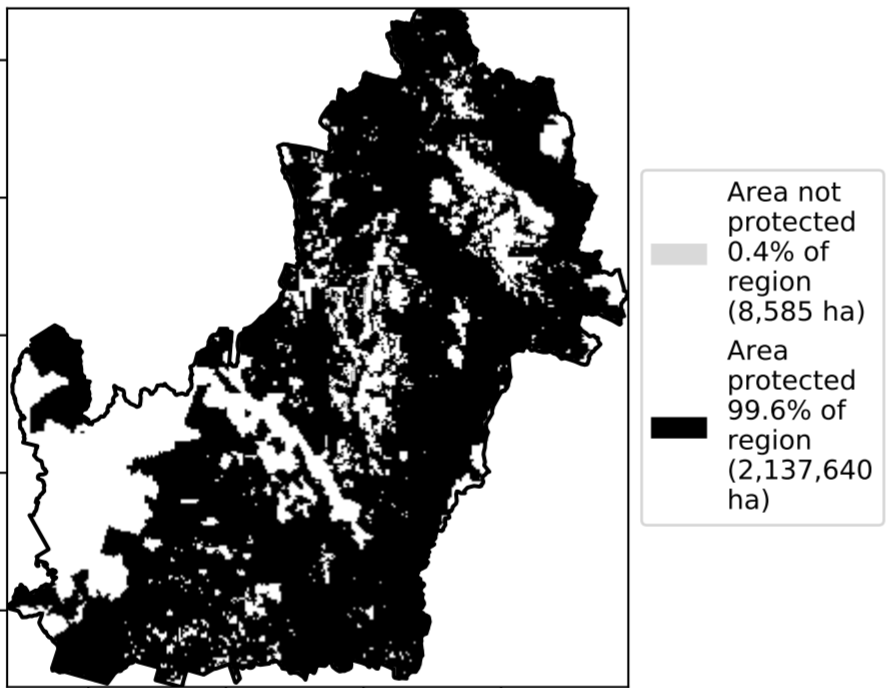 Area not
protected
0.4% of
region
(8,585 ha)
Area
protected
99.6% of
region
(2,137,640
ha)